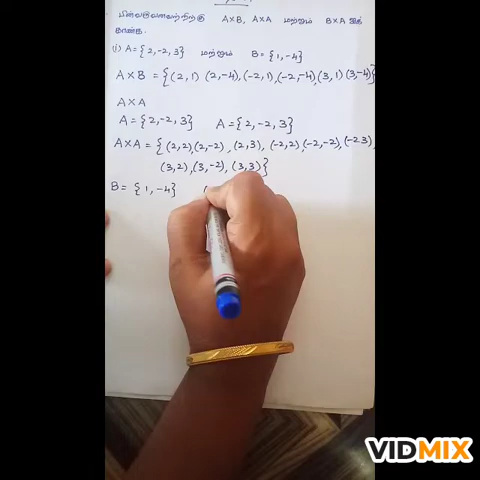 பின்வருவனவற்றிற்கு A×B, A×A மற்றும் B×A ஐக்
காண்க.
(i) A = {2, -2, 3} மற்றும் B = {1, -4}
A×B = {(2, 1) (2, -4), (-2, 1) (-2, -4), (3, 1) (3, -4)}
A×A
A = {2, -2, 3} A = {2, -2, 3}
A×A = {(2,2), (2,-2), (2,3), (-2,2), (-2,-2), (-2 3)
(3,2), (3,-2), (3,3)}
B = {1, -4} (
VIDMIX